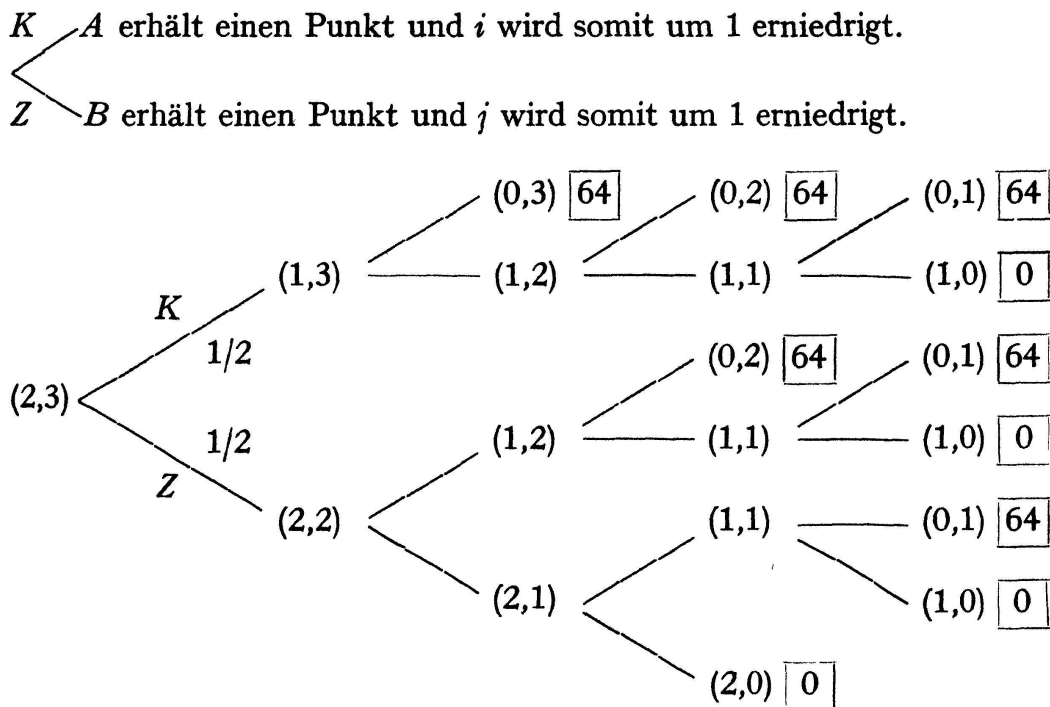 K A erhält einen Punkt und i wird somit um 1 erniedrigt.
Z B erhält einen Punkt und j wird somit um 1 erniedrigt.
(0,3) 64 (0,2) 64 (0,1) 64
(1,3) (1,2) (1,1) (1,0) 0
K
1/2 (0,2) 64 (0,1) 64
(2,3)
1/2 (1,2) (1,1) (1,0) 0
Z
(2,2) (1,1) (0,1) 64
(2,1) (1,0) 0
(2,0) 0